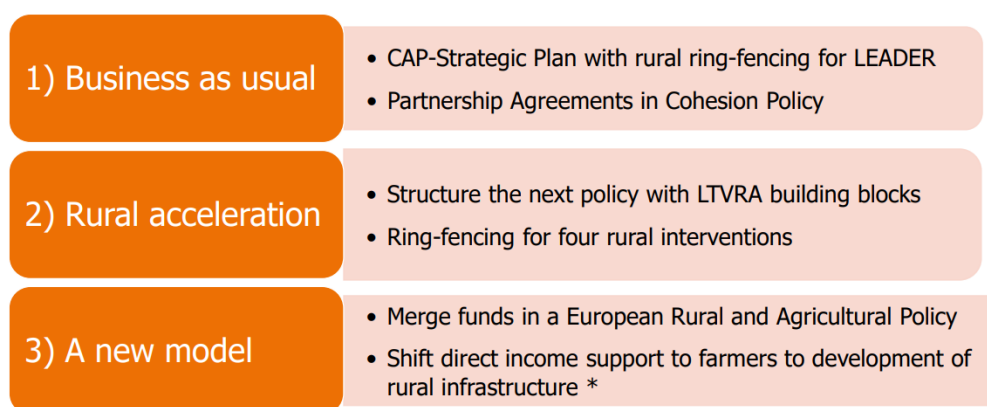 1) Business as usual
• CAP-Strategic Plan with rural ring-fencing for LEADER
• Partnership Agreements in Cohesion Policy
2) Rural acceleration
• Structure the next policy with LTVRA building blocks
• Ring-fencing for four rural interventions
3) A new model
• Merge funds in a European Rural and Agricultural Policy
• Shift direct income support to farmers to development of
rural infrastructure *